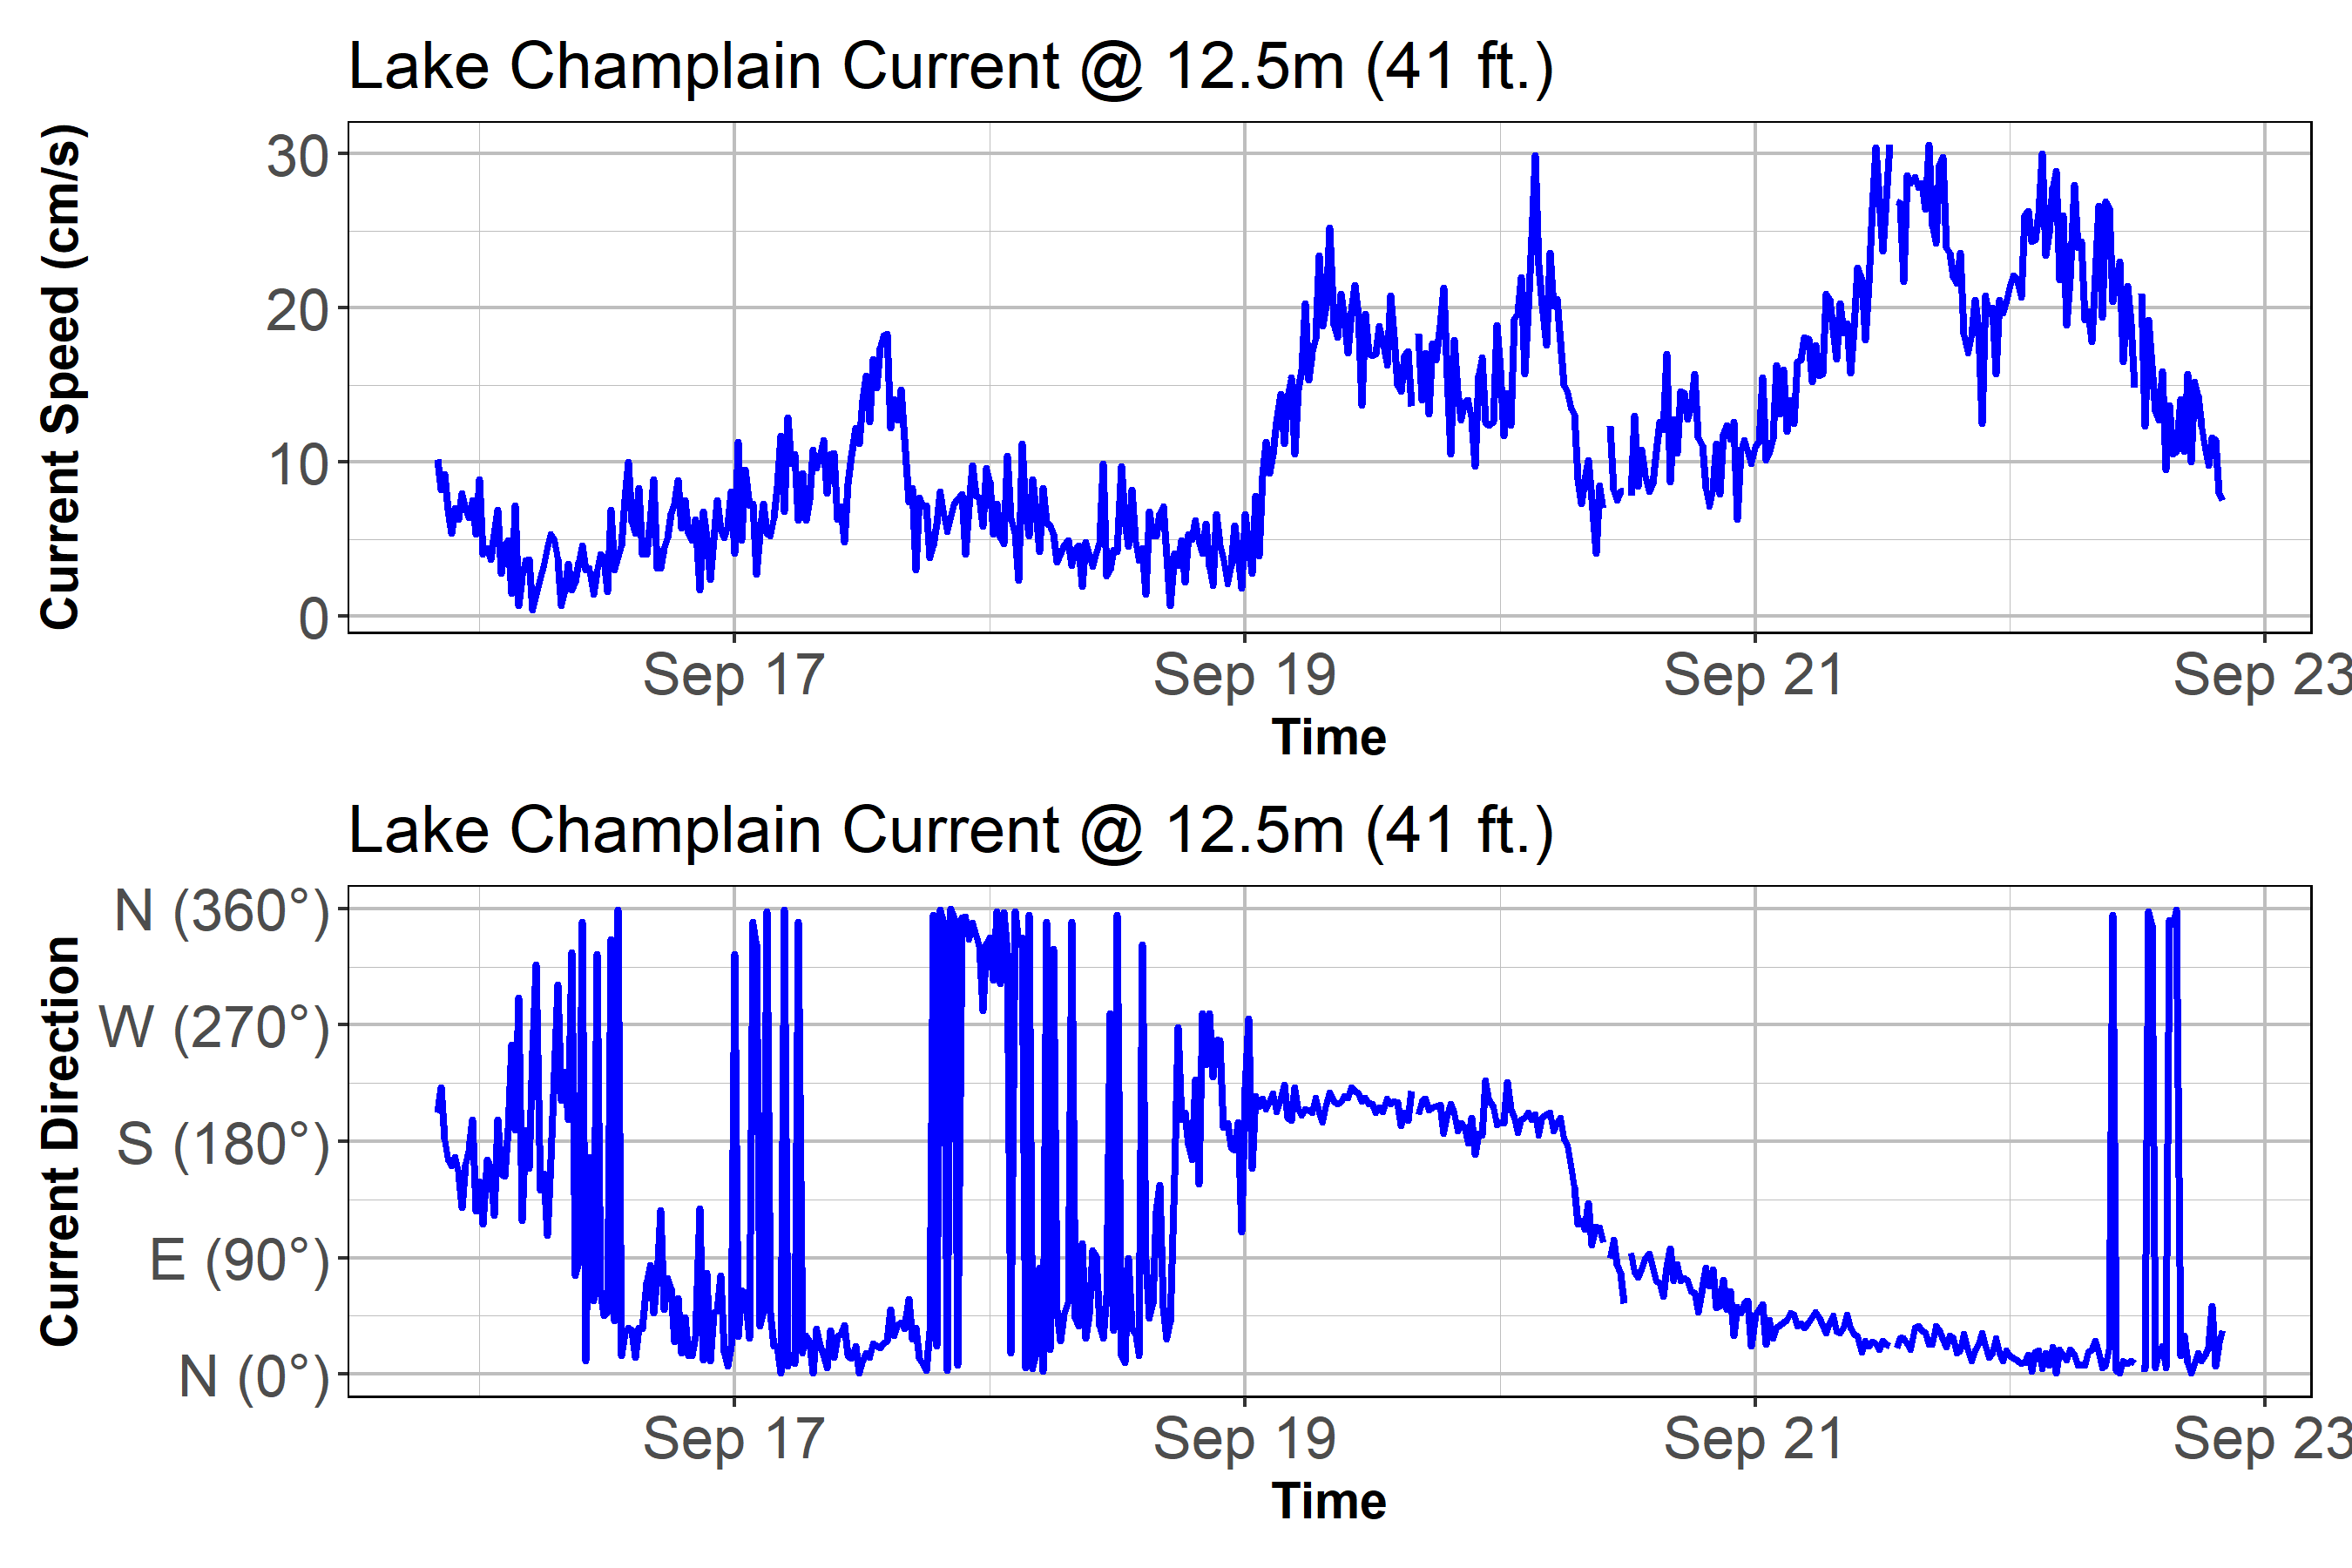 Lake Champlain Current @ 12.5m (41 ft.)
Current Speed (cm/s)
30
20
10
0
Sep 17 Sep 19 Sep 21 Sep 23
Time
Lake Champlain Current @ 12.5m (41 ft.)
Current Direction
N (360°)
W (270°)
S (180°)
E (90°)
N (0°)
Sep 17 Sep 19 Sep 21 Sep 23
Time